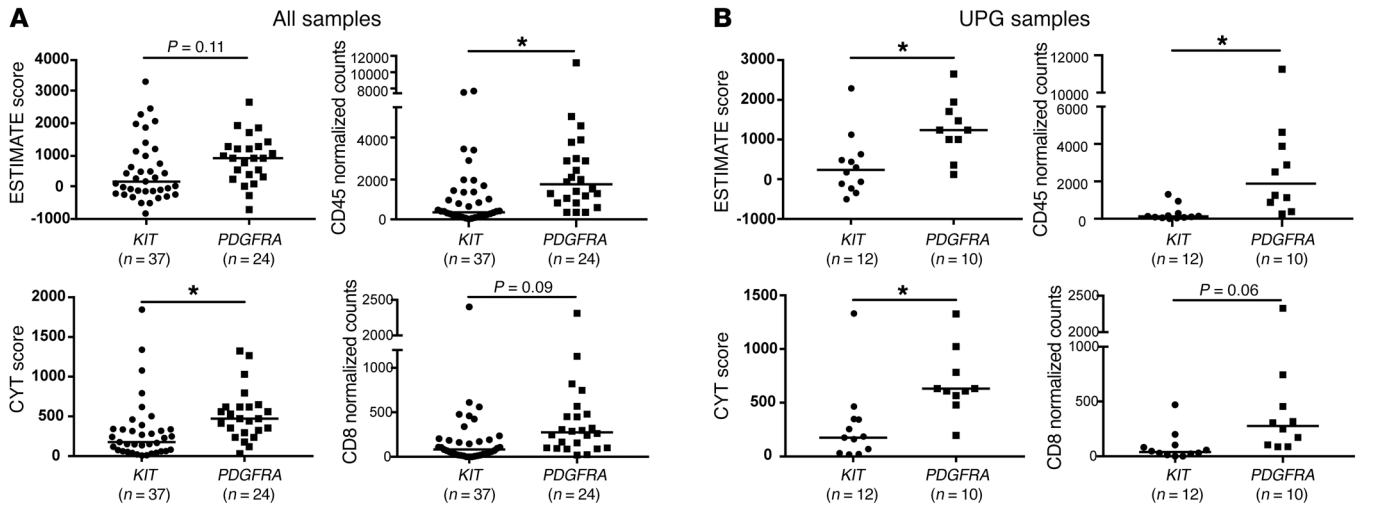 A
All samples
P = 0.11
ESTIMATE score
4000
3000
2000
1000
0
-1000
KIT
PDGFRA
(n = 37)
(n = 24)
*
CD45 normalized counts
12000
10000
8000
4000
2000
0
KIT
PDGFRA
(n = 37)
(n = 24)
*
CYT score
2000
1500
1000
500
0
KIT
PDGFRA
(n = 37)
(n = 24)
P = 0.09
CD8 normalized counts
2500
2000
1000
500
0
KIT
PDGFRA
(n = 37)
(n = 24)
B
UPG samples
*
ESTIMATE score
3000
2000
1000
0
-1000
KIT
PDGFRA
(n = 12)
(n = 10)
*
CD45 normalized counts
12000
10000
6000
4000
2000
0
KIT
PDGFRA
(n = 12)
(n = 10)
*
CYT score
1500
1000
500
0
KIT
PDGFRA
(n = 12)
(n = 10)
P = 0.06
CD8 normalized counts
2500
2000
1000
500
0
KIT
PDGFRA
(n = 12)
(n = 10)